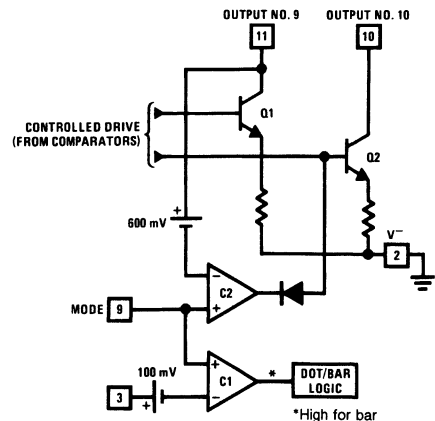 OUTPUT NO. 9
OUTPUT NO. 10
11
10
Q1
CONTROLLED DRIVE
(FROM COMPARATORS)
Q2
+
600 mV
V−
2
−
C2
MODE
9
+
100 mV
+
C1
*
DOT/BAR
LOGIC
3
+
−
*High for bar